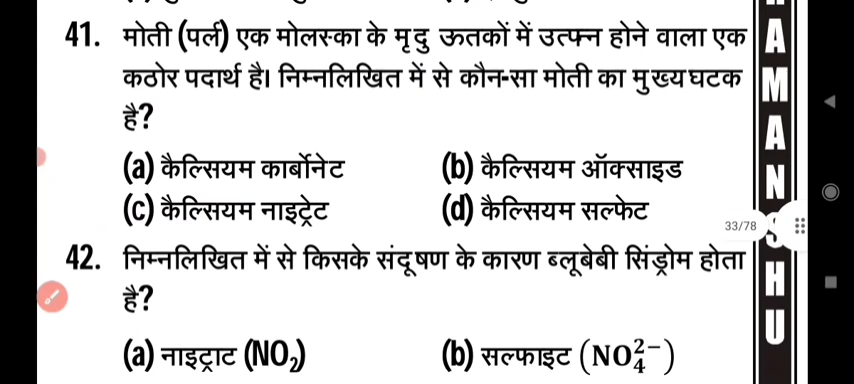 41. मोती (पर्ल) एक मोलस्का के मृदु ऊतकों में उत्पन्न होने वाला एक
कठोर पदार्थ है। निम्नलिखित में से कौन-सा मोती का मुख्य घटक
है?
(a) कैल्सियम कार्बोनेट (b) कैल्सियम ऑक्साइड
(c) कैल्सियम नाइट्रेट (d) कैल्सियम सल्फेट
33/78
42. निम्नलिखित में से किसके संदूषण के कारण ब्लूबेबी सिंड्रोम होता
है?
(a) नाइट्राट (NO₂) (b) सल्फाइट (NO₄²⁻)
A
M
A
N
S
H
U